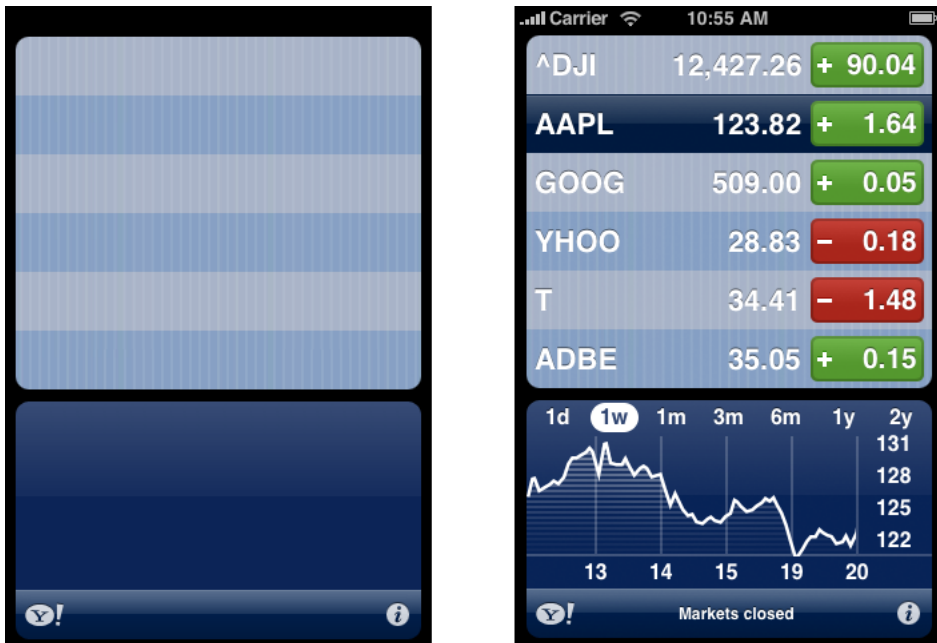 Y!
i
Carrier 10:55 AM
^DJI 12,427.26 + 90.04
AAPL 123.82 + 1.64
GOOG 509.00 + 0.05
YHOO 28.83 − 0.18
T 34.41 − 1.48
ADBE 35.05 + 0.15
1d 1w 1m 3m 6m 1y 2y
131
128
125
122
13 14 15 19 20
Y! Markets closed i